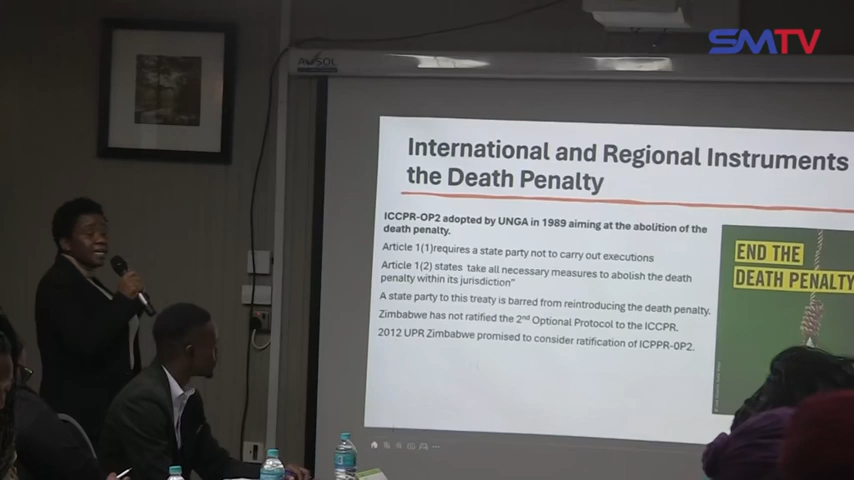 SMTV
International and Regional Instruments
the Death Penalty
ICCPR-OP2 adopted by UNGA in 1989 aiming at the abolition of the
death penalty.
Article 1(1)requires a state party not to carry out executions
Article 1(2) states take all necessary measures to abolish the death
penalty within its jurisdiction"
A state party to this treaty is barred from reintroducing the death penalty.
Zimbabwe has not ratified the 2nd Optional Protocol to the ICCPR.
2012 UPR Zimbabwe promised to consider ratification of ICPPR-0P2.
END THE
DEATH PENALTY